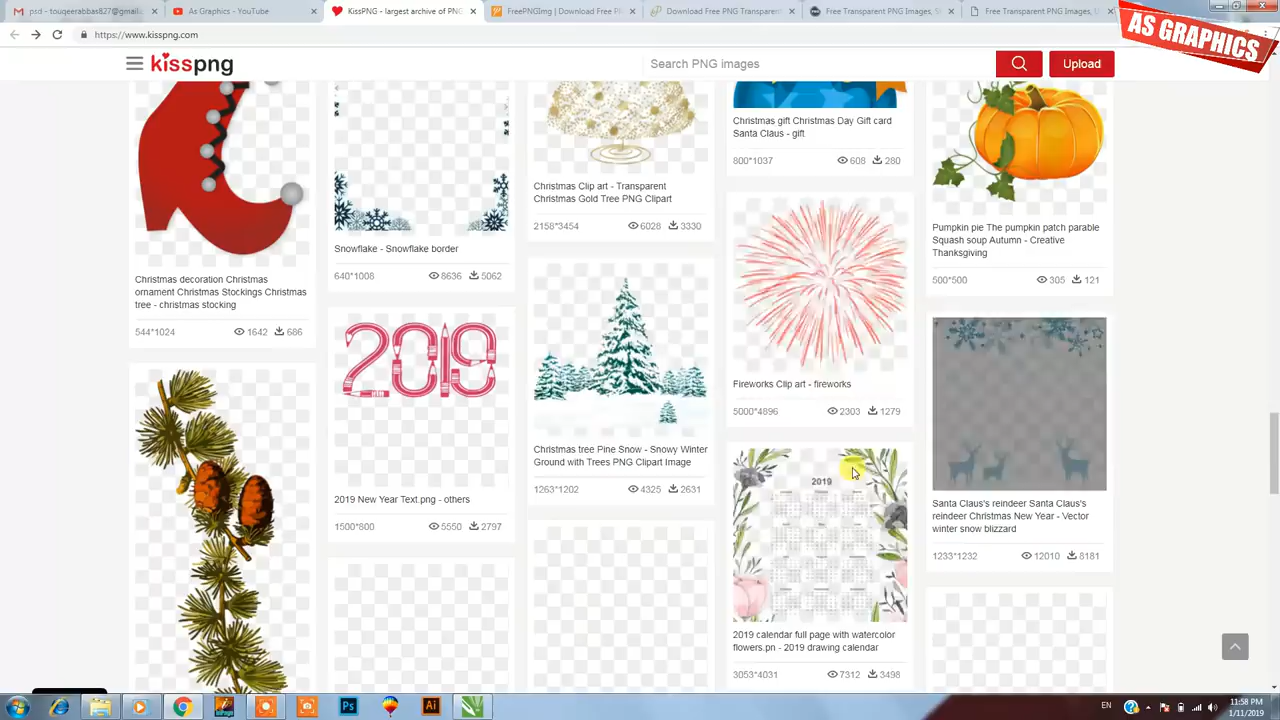 psd - touqeerabbas827@gmail.com
AS Graphics - YouTube
KissPNG - largest archive of PNG
FreePNGImg | Download Free PN
Download Free PNG Transparent
Free Transparent PNG Images, S
Free Transparent PNG Images, U
https://www.kisspng.com
AS GRAPHICS
kisspng
Search PNG images
Upload
Christmas decoration Christmas
ornament Christmas Stockings Christmas
tree - christmas stocking
544*1024 1642 686
Snowflake - Snowflake border
640*1008 8636 5062
2019
2019 New Year Text.png - others
1500*800 5550 2797
Christmas Clip art - Transparent
Christmas Gold Tree PNG Clipart
2158*3454 6028 3330
Christmas tree Pine Snow - Snowy Winter
Ground with Trees PNG Clipart Image
1263*1202 4325 2631
Christmas gift Christmas Day Gift card
Santa Claus - gift
800*1037 608 280
Fireworks Clip art - fireworks
5000*4896 2303 1279
2019
2019 calendar full page with watercolor
flowers.pn - 2019 drawing calendar
3053*4031 7312 3498
Pumpkin pie The pumpkin patch parable
Squash soup Autumn - Creative
Thanksgiving
500*500 305 121
Santa Claus's reindeer Santa Claus's
reindeer Christmas New Year - Vector
winter snow blizzard
1233*1232 12010 8181
Ps
Ai
EN
11:58 PM
1/11/2019